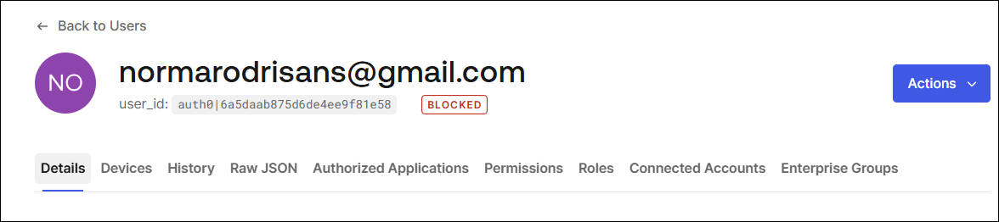 ← Back to Users
NO
normarodrisans@gmail.com
Actions
user_id: auth0|6a5daab875d6de4ee9f81e58 BLOCKED
Details Devices History Raw JSON Authorized Applications Permissions Roles Connected Accounts Enterprise Groups